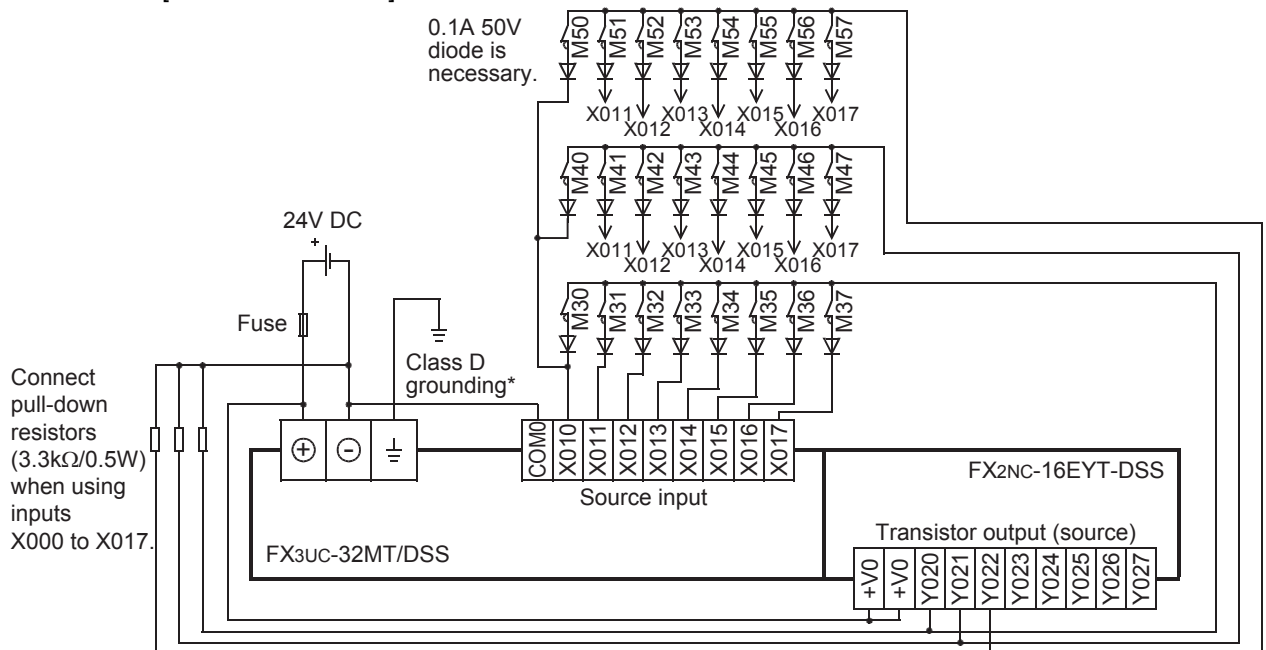 0.1A 50V
diode is
necessary.
M50 M51 M52 M53 M54 M55 M56 M57
X011 X013 X015 X017
X012 X014 X016
M40 M41 M42 M43 M44 M45 M46 M47
X011 X013 X015 X017
X012 X014 X016
M30 M31 M32 M33 M34 M35 M36 M37
24V DC
+
Fuse
Class D
grounding*
Connect
pull-down
resistors
(3.3kΩ/0.5W)
when using
inputs
X000 to X017.
+ -
COM0 X010 X011 X012 X013 X014 X015 X016 X017
Source input
FX3UC-32MT/DSS
FX2NC-16EYT-DSS
Transistor output (source)
+V0 +V0 Y020 Y021 Y022 Y023 Y024 Y025 Y026 Y027